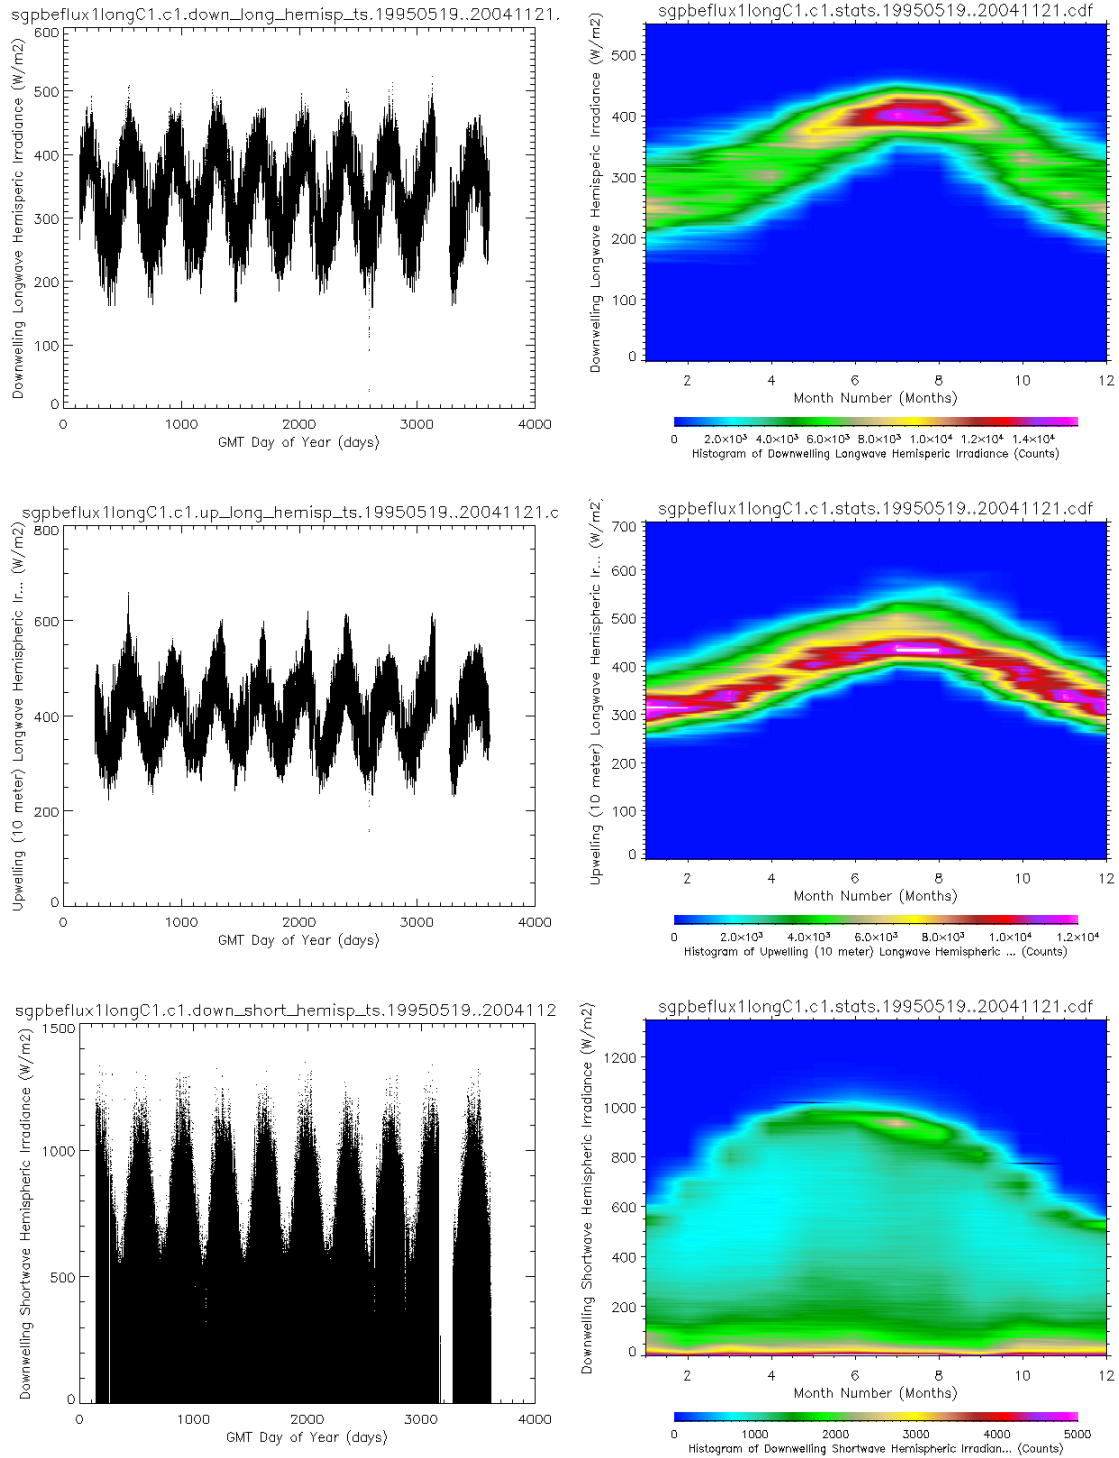 sgpbeflux1longC1.c1.down_long_hemisp_ts.19950519..20041121.
Downwelling Longwave Hemisperic Irradiance (W/m2)
600
500
400
300
200
100
0
0 1000 2000 3000 4000
GMT Day of Year (days)
sgpbeflux1longC1.c1.stats.19950519..20041121.cdf
Downwelling Longwave Hemisperic Irradiance (W/m2)
500
400
300
200
100
0
2 4 6 8 10 12
Month Number (Months)
0 2.0×10³ 4.0×10³ 6.0×10³ 8.0×10³ 1.0×10⁴ 1.2×10⁴ 1.4×10⁴
Histogram of Downwelling Longwave Hemisperic Irradiance (Counts)
sgpbeflux1longC1.c1.up_long_hemisp_ts.19950519..20041121.c
Upwelling (10 meter) Longwave Hemispheric Ir... (W/m2)
800
600
400
200
0
0 1000 2000 3000 4000
GMT Day of Year (days)
sgpbeflux1longC1.c1.stats.19950519..20041121.cdf
Upwelling (10 meter) Longwave Hemispheric Ir... (W/m2)
700
600
500
400
300
200
100
0
2 4 6 8 10 12
Month Number (Months)
0 2.0×10³ 4.0×10³ 6.0×10³ 8.0×10³ 1.0×10⁴ 1.2×10⁴
Histogram of Upwelling (10 meter) Longwave Hemispheric ... (Counts)
sgpbeflux1longC1.c1.down_short_hemisp_ts.19950519..2004112
Downwelling Shortwave Hemispheric Irradiance (W/m2)
1500
1000
500
0
0 1000 2000 3000 4000
GMT Day of Year (days)
sgpbeflux1longC1.c1.stats.19950519..20041121.cdf
Downwelling Shortwave Hemispheric Irradiance (W/m2)
1200
1000
800
600
400
200
0
2 4 6 8 10 12
Month Number (Months)
0 1000 2000 3000 4000 5000
Histogram of Downwelling Shortwave Hemispheric Irradian... (Counts)